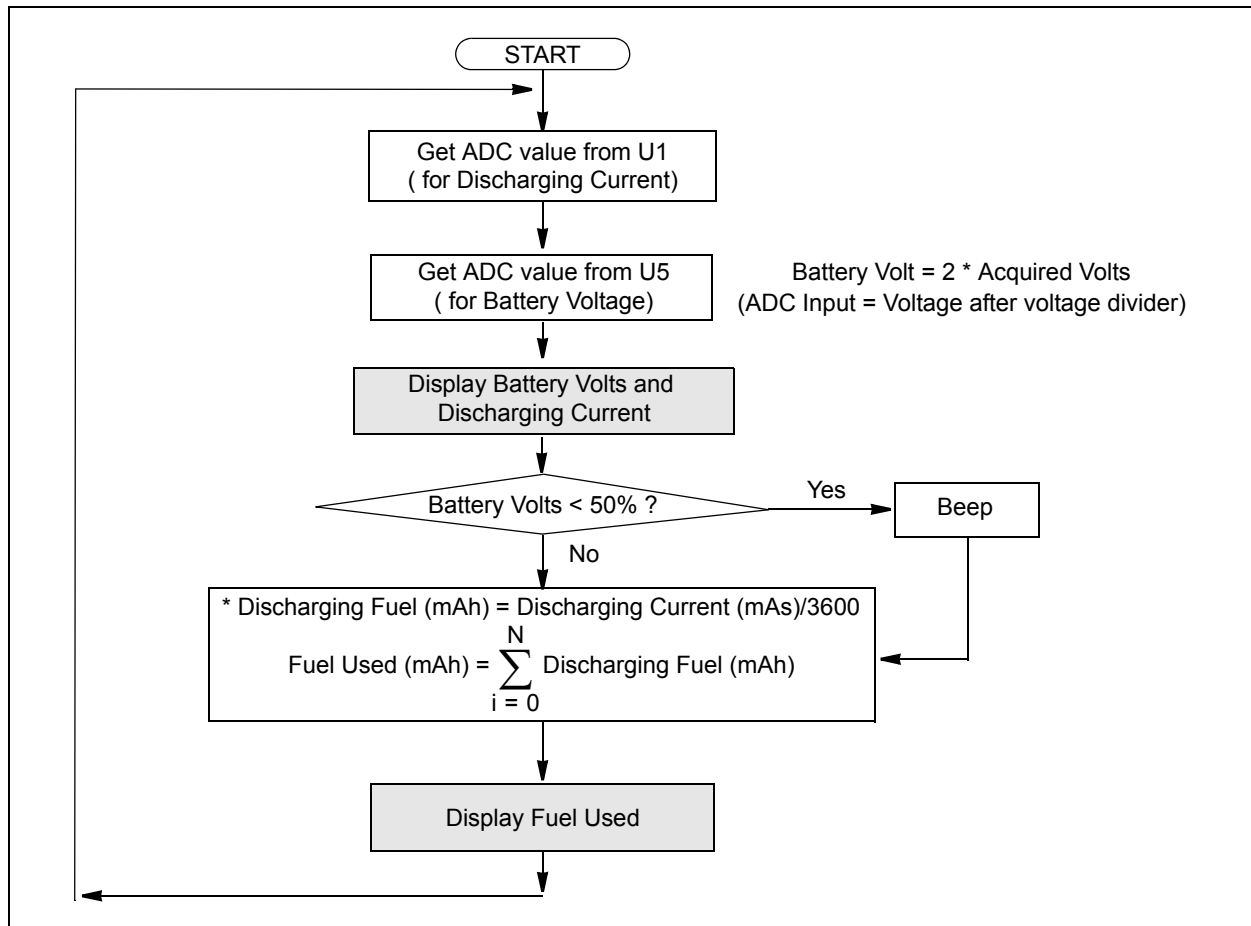 START
Get ADC value from U1
( for Discharging Current)
Get ADC value from U5
( for Battery Voltage)
Battery Volt = 2 * Acquired Volts
(ADC Input = Voltage after voltage divider)
Display Battery Volts and
Discharging Current
Battery Volts < 50% ?
Yes
Beep
No
* Discharging Fuel (mAh) = Discharging Current (mAs)/3600
N
Fuel Used (mAh) = ∑ Discharging Fuel (mAh)
i = 0
Display Fuel Used